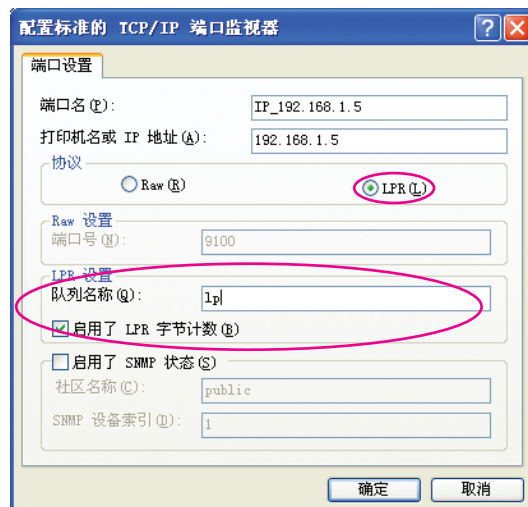 配置标准的 TCP/IP 端口监视器
端口设置
端口名(P): IP_192.168.1.5
打印机名或 IP 地址(A): 192.168.1.5
协议
Raw(R) LPR(L)
Raw 设置
端口号(N): 9100
LPR 设置
队列名称(Q): lp
启用了 LPR 字节计数(B)
启用了 SNMP 状态(S)
社区名称(C): public
SNMP 设备索引(D): 1
确定 取消